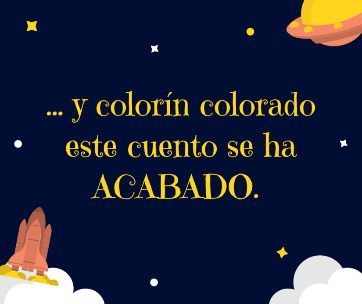 ... y colorín colorado
este cuento se ha
ACABADO.